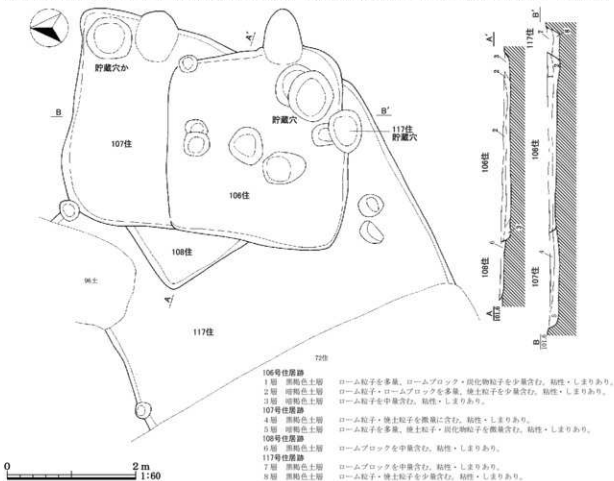 貯蔵穴か
A'
B
107住
貯蔵穴
B'
117住
貯蔵穴
106住
108住
A
117住
72住
A'
106住
108住
A
B'
117住
106住
107住
B
106号住居跡
1層 黒褐色土層 ローム粒子を多量、ロームブロック・炭化物粒子を少量含む。粘性・しまりあり。
2層 暗褐色土層 ローム粒子・ロームブロックを多量、焼土粒子を少量含む。粘性・しまりあり。
3層 暗褐色土層 ローム粒子を中量含む。粘性・しまりあり。
107号住居跡
4層 黒褐色土層 ローム粒子・焼土粒子を微量に含む。粘性・しまりあり。
5層 暗褐色土層 ローム粒子を多量、焼土粒子・炭化物粒子を微量含む。粘性・しまりあり。
108号住居跡
6層 黒褐色土層 ロームブロックを中量含む。粘性・しまりあり。
117号住居跡
7層 黒褐色土層 ロームブロックを中量含む。粘性・しまりあり。
8層 黒褐色土層 ローム粒子・焼土粒子を少量含む。粘性・しまりあり。
0 2m
1:60